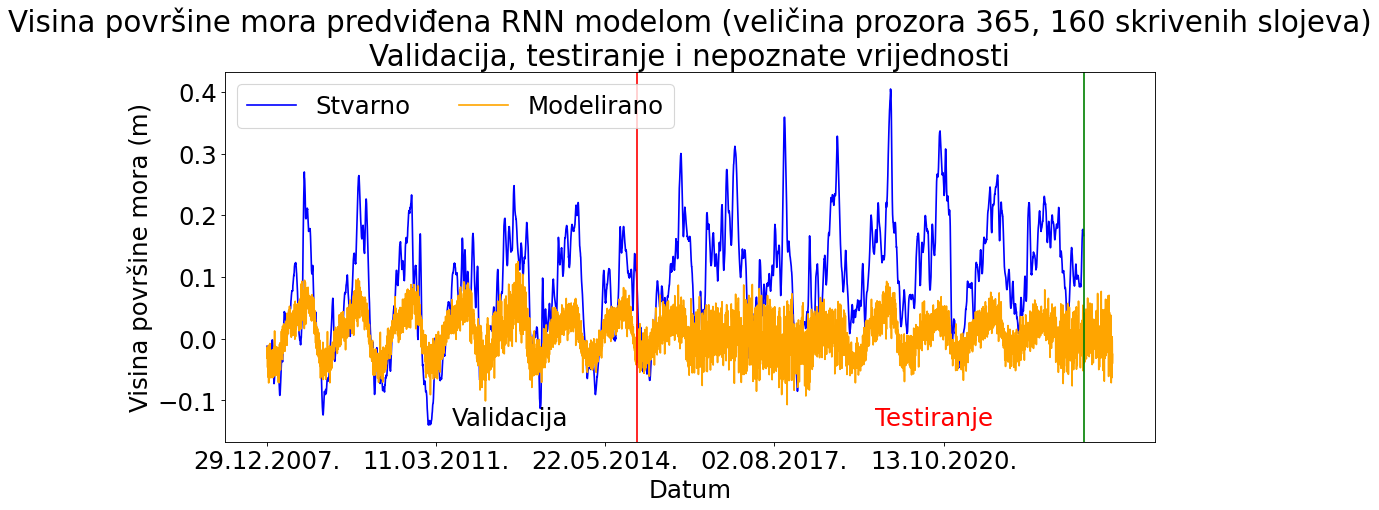 Visina površine mora predviđena RNN modelom (veličina prozora 365, 160 skrivenih slojeva)
Validacija, testiranje i nepoznate vrijednosti
Stvarno Modelirano
Visina površine mora (m)
0.4
0.3
0.2
0.1
0.0
−0.1
Validacija Testiranje
29.12.2007. 11.03.2011. 22.05.2014. 02.08.2017. 13.10.2020.
Datum